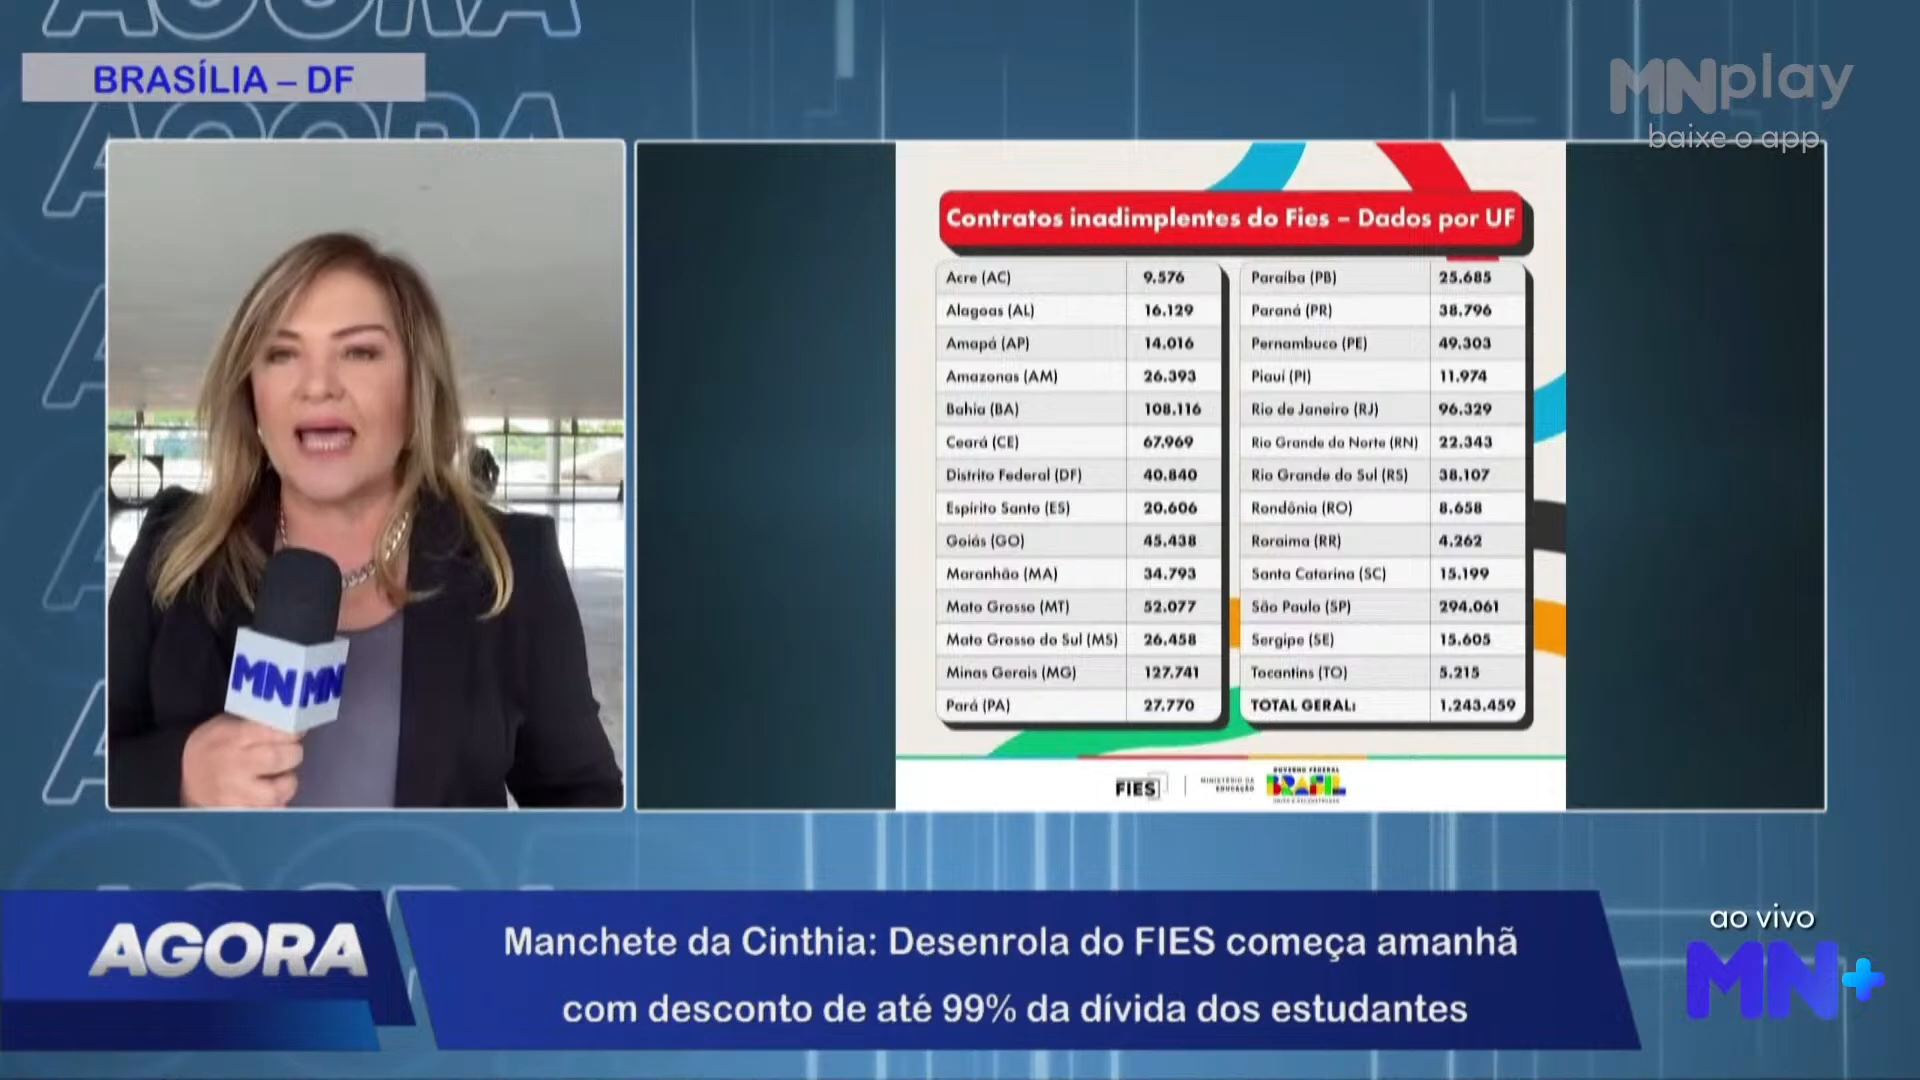 AGORA
BRASÍLIA – DF
AGORA
MNplay
baixe o app
Contratos inadimplentes do Fies – Dados por UF
Acre (AC) 9.576
Alagoas (AL) 16.129
Amapá (AP) 14.016
Amazonas (AM) 26.393
Bahia (BA) 108.116
Ceará (CE) 67.969
Distrito Federal (DF) 40.840
Espírito Santo (ES) 20.606
Goiás (GO) 45.438
Maranhão (MA) 34.793
Mato Grosso (MT) 52.077
Mato Grosso do Sul (MS) 26.458
Minas Gerais (MG) 127.741
Pará (PA) 27.770
Paraíba (PB) 25.685
Paraná (PR) 38.796
Pernambuco (PE) 49.303
Piauí (PI) 11.974
Rio de Janeiro (RJ) 96.329
Rio Grande do Norte (RN) 22.343
Rio Grande do Sul (RS) 38.107
Rondônia (RO) 8.658
Roraima (RR) 4.262
Santa Catarina (SC) 15.199
São Paulo (SP) 294.061
Sergipe (SE) 15.605
Tocantins (TO) 5.215
TOTAL GERAL: 1.243.459
FIES
MINISTÉRIO DA
EDUCAÇÃO
GOVERNO FEDERAL
BRASIL
MN MN
AGORA
Manchete da Cinthia: Desenrola do FIES começa amanhã
com desconto de até 99% da dívida dos estudantes
ao vivo
MN+